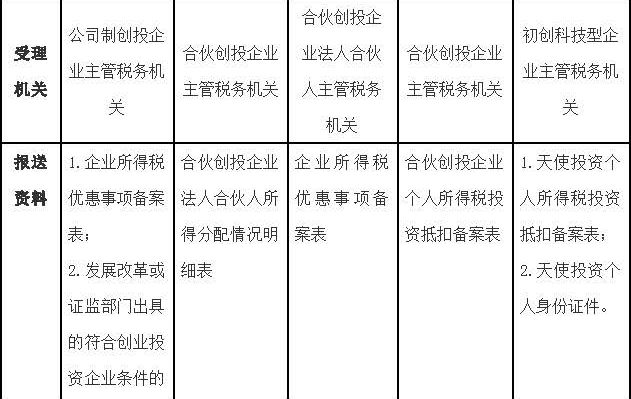 受理
机关
公司制创投企
业主管税务机
关
合伙创投企业
主管税务机关
合伙创投企
业法人合伙
人主管税务
机关
合伙创投企业
主管税务机关
初创科技型企
业主管税务机
关
报送
资料
1.企业所得税
优惠事项备案
表；
2.发展改革或
证监部门出具
的符合创业投
资企业条件的
合伙创投企业
法人合伙人所
得分配情况明
细表
企业所得税
优惠事项备
案表
合伙创投企业
个人所得税投
资抵扣备案表
1.天使投资个
人所得税投资
抵扣备案表；
2.天使投资个
人身份证件。